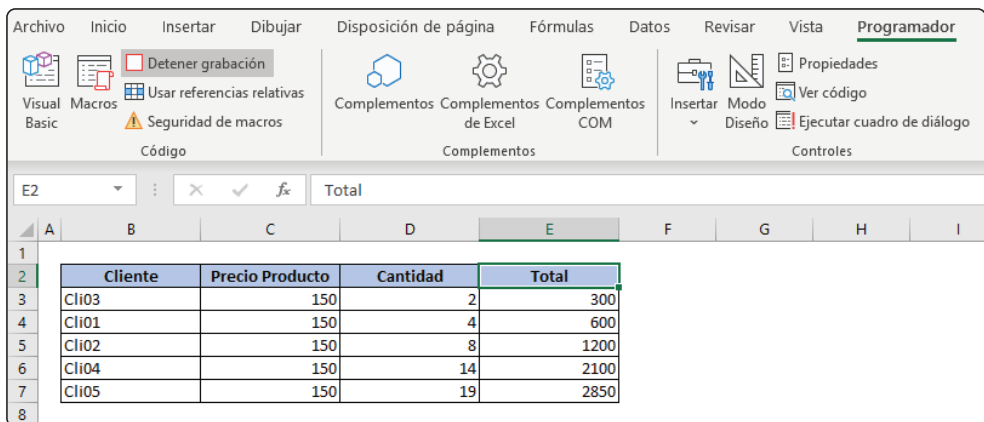 Archivo Inicio Insertar Dibujar Disposición de página Fórmulas Datos Revisar Vista Programador
Visual Basic
Macros
Detener grabación
Usar referencias relativas
Seguridad de macros
Código
Complementos
Complementos de Excel
Complementos COM
Complementos
Insertar
Modo Diseño
Propiedades
Ver código
Ejecutar cuadro de diálogo
Controles
E2 fx Total
A B C D E F G H I
1
2 Cliente Precio Producto Cantidad Total
3 Cli03 150 2 300
4 Cli01 150 4 600
5 Cli02 150 8 1200
6 Cli04 150 14 2100
7 Cli05 150 19 2850
8